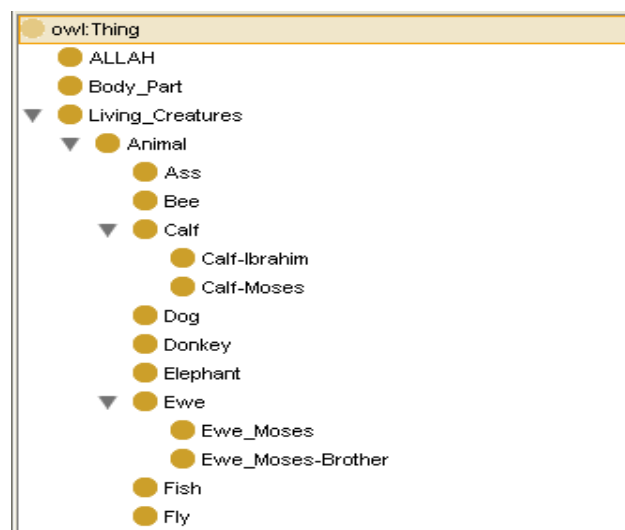 owl:Thing
ALLAH
Body_Part
Living_Creatures
Animal
Ass
Bee
Calf
Calf-Ibrahim
Calf-Moses
Dog
Donkey
Elephant
Ewe
Ewe_Moses
Ewe_Moses-Brother
Fish
Fly